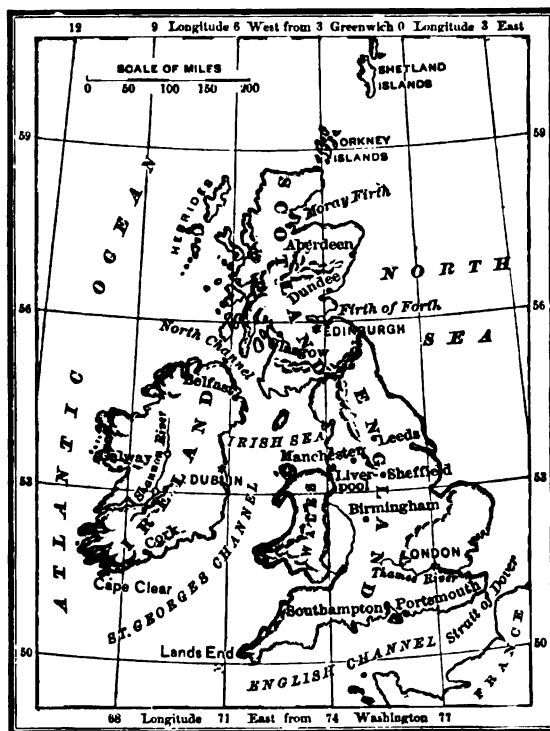 12 9 Longitude 6 West from 3 Greenwich 0 Longitude 3 East
SCALE OF MILES
0 50 100 200
SHETLAND
ISLANDS
59
59
ORKNEY
ISLANDS
HEBRIDES
SCOTLAND
Moray Firth
ATLANTIC OCEAN
Aberdeen
NORTH
SEA
Dundee
56
56
Firth of Forth
North Channel
EDINBURGH
Glasgow
Belfast
IRELAND
ENGLAND
IRISH SEA
Leeds
Galway
Shannon River
Manchester
Liver-
pool
Sheffield
DUBLIN
53
53
WALES
Birmingham
Cork
ST. GEORGES CHANNEL
LONDON
Thames River
Cape Clear
Southampton
Portsmouth
Strait of Dover
Lands End
50
50
ENGLISH CHANNEL
FRANCE
68 Longitude 71 East from 74 Washington 77